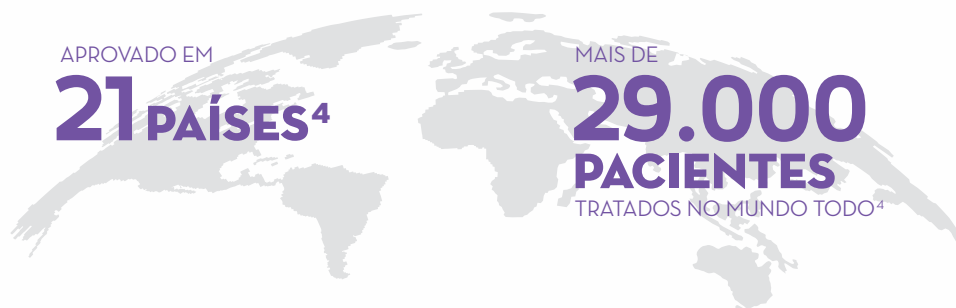 APROVADO EM
21 PAÍSES⁴
MAIS DE
29.000
PACIENTES
TRATADOS NO MUNDO TODO⁴